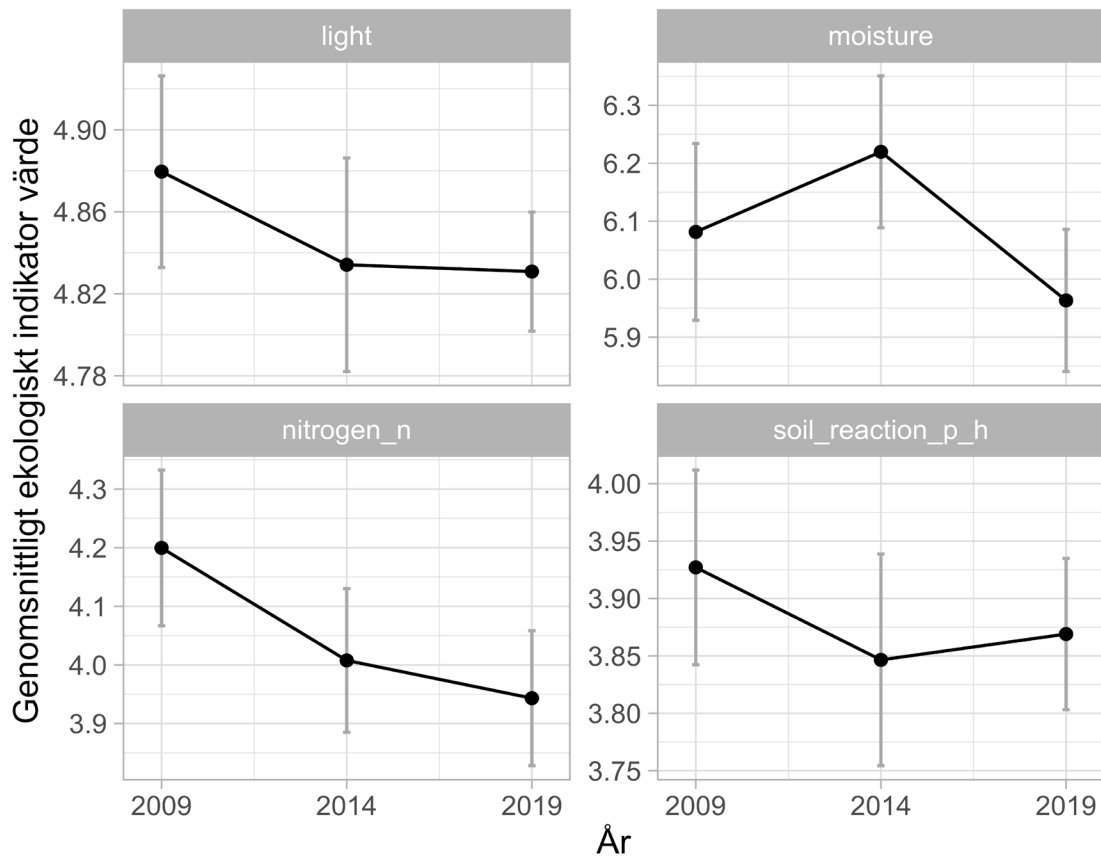 light
moisture
Genomsnittligt ekologiskt indikator värde
4.90
4.86
4.82
4.78
6.3
6.2
6.1
6.0
5.9
nitrogen_n
soil_reaction_p_h
4.3
4.2
4.1
4.0
3.9
4.00
3.95
3.90
3.85
3.80
3.75
2009 2014 2019
2009 2014 2019
År